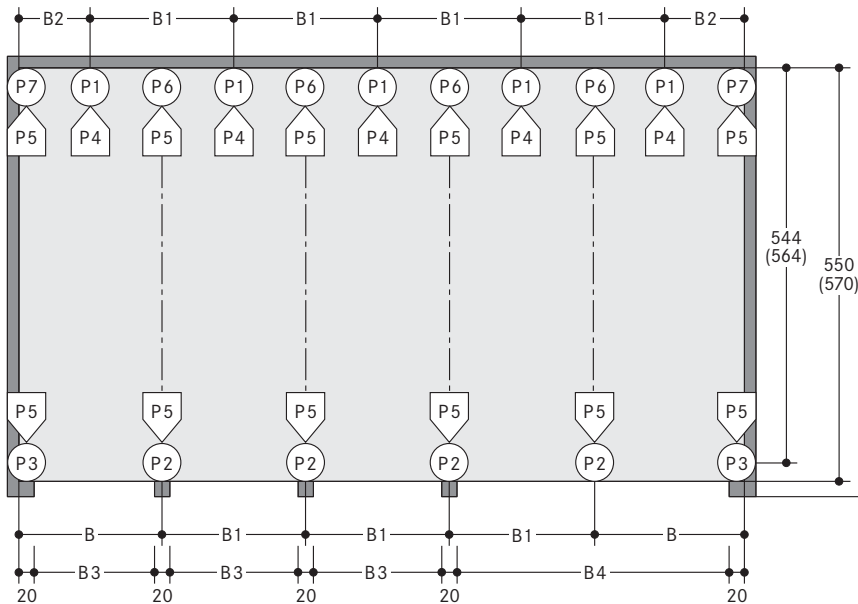 B2 B1 B1 B1 B1 B2
P7 P1 P6 P1 P6 P1 P6 P1 P6 P1 P7
P5 P4 P5 P4 P5 P4 P5 P4 P5 P4 P5
544
(564)
550
(570)
P5 P5 P5 P5 P5 P5
P3 P2 P2 P2 P2 P3
B B1 B1 B1 B
B3 B3 B3 B4
20 20 20 20 20